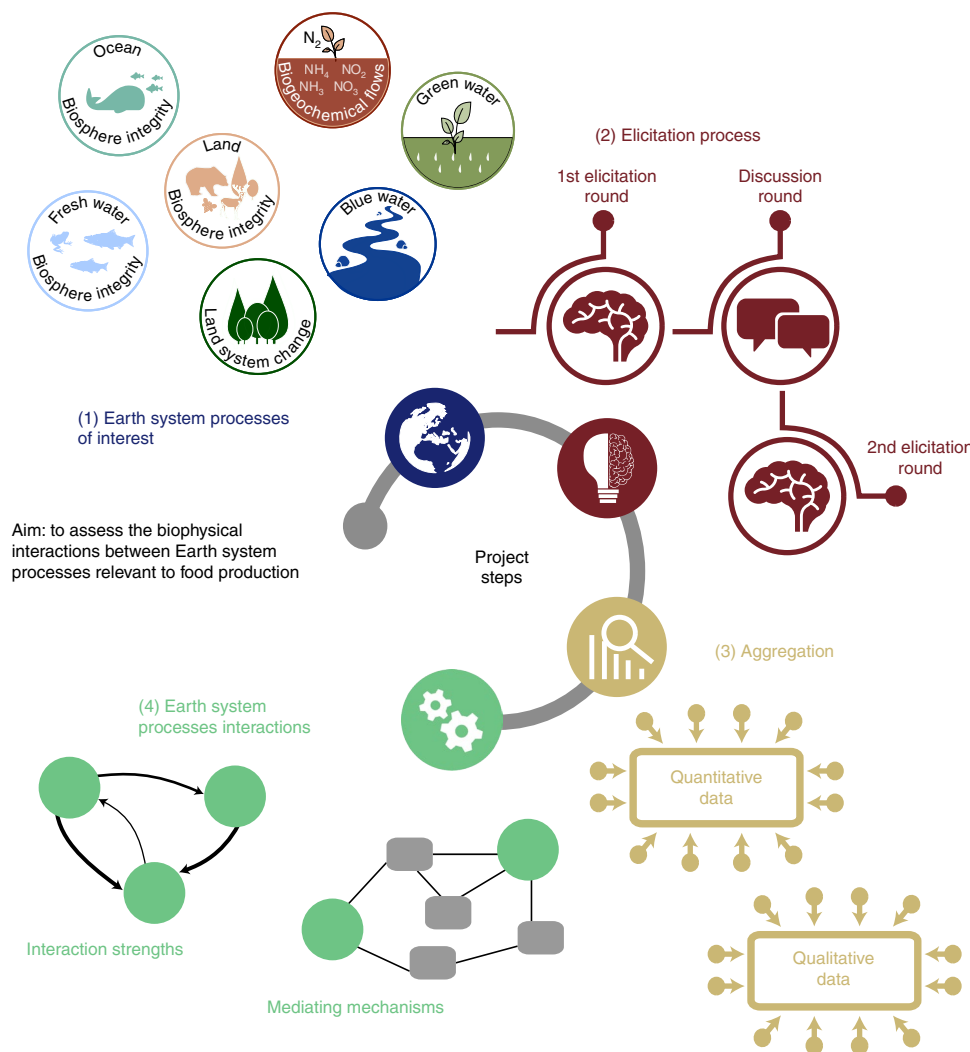 Ocean
Biosphere integrity
N2
NH4 NO2
NH3 NO3
Biogeochemical flows
Green water
Land
Biosphere integrity
Fresh water
Biosphere integrity
Blue water
Land system change
(1) Earth system processes
of interest
(2) Elicitation process
1st elicitation
round
Discussion
round
2nd elicitation
round
Aim: to assess the biophysical
interactions between Earth system
processes relevant to food production
Project
steps
(3) Aggregation
Quantitative
data
Qualitative
data
(4) Earth system
processes interactions
Interaction strengths
Mediating mechanisms